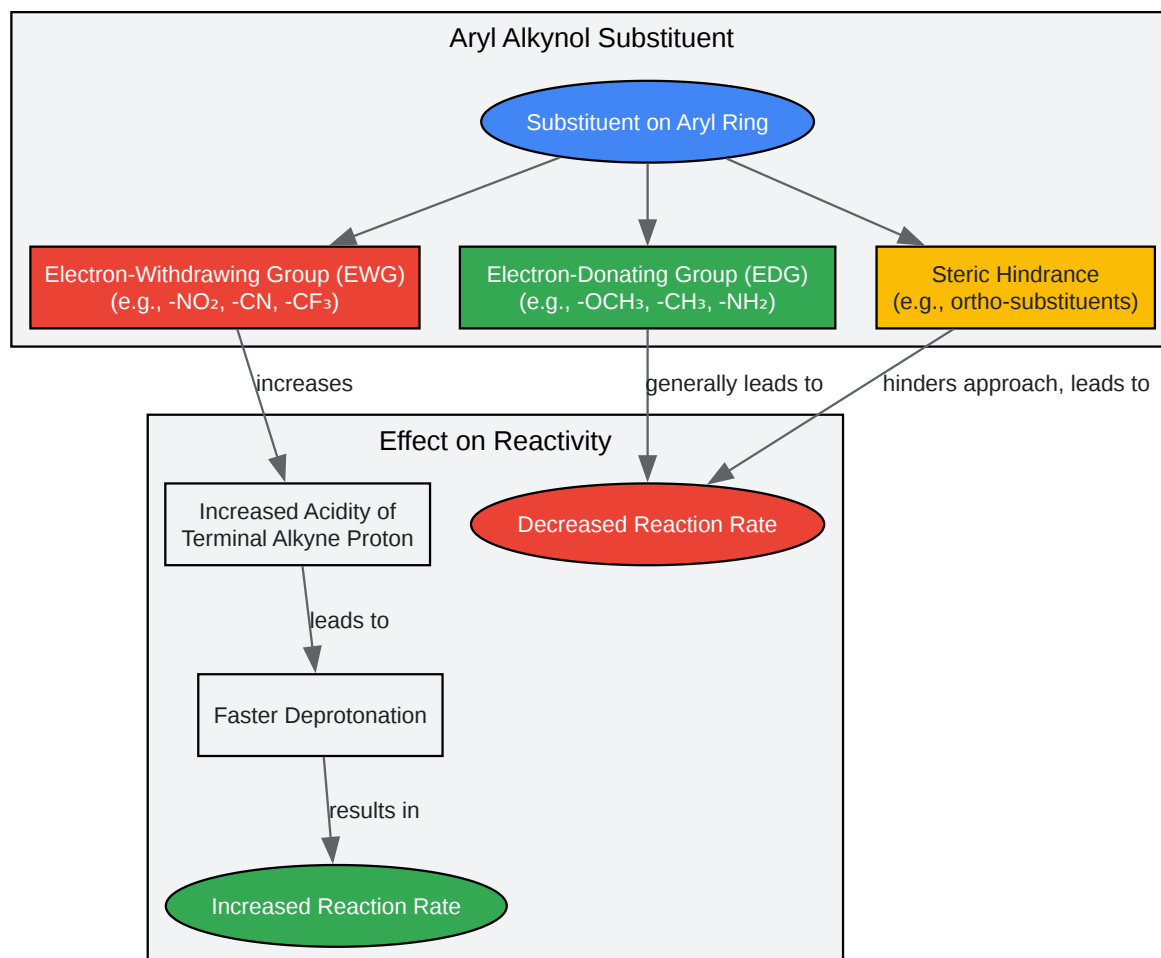 Aryl Alkynol Substituent
Substituent on Aryl Ring
Electron-Withdrawing Group (EWG)
(e.g., -NO₂, -CN, -CF₃)
Electron-Donating Group (EDG)
(e.g., -OCH₃, -CH₃, -NH₂)
Steric Hindrance
(e.g., ortho-substituents)
increases
generally leads to
hinders approach, leads to
Effect on Reactivity
Increased Acidity of
Terminal Alkyne Proton
Decreased Reaction Rate
leads to
Faster Deprotonation
results in
Increased Reaction Rate